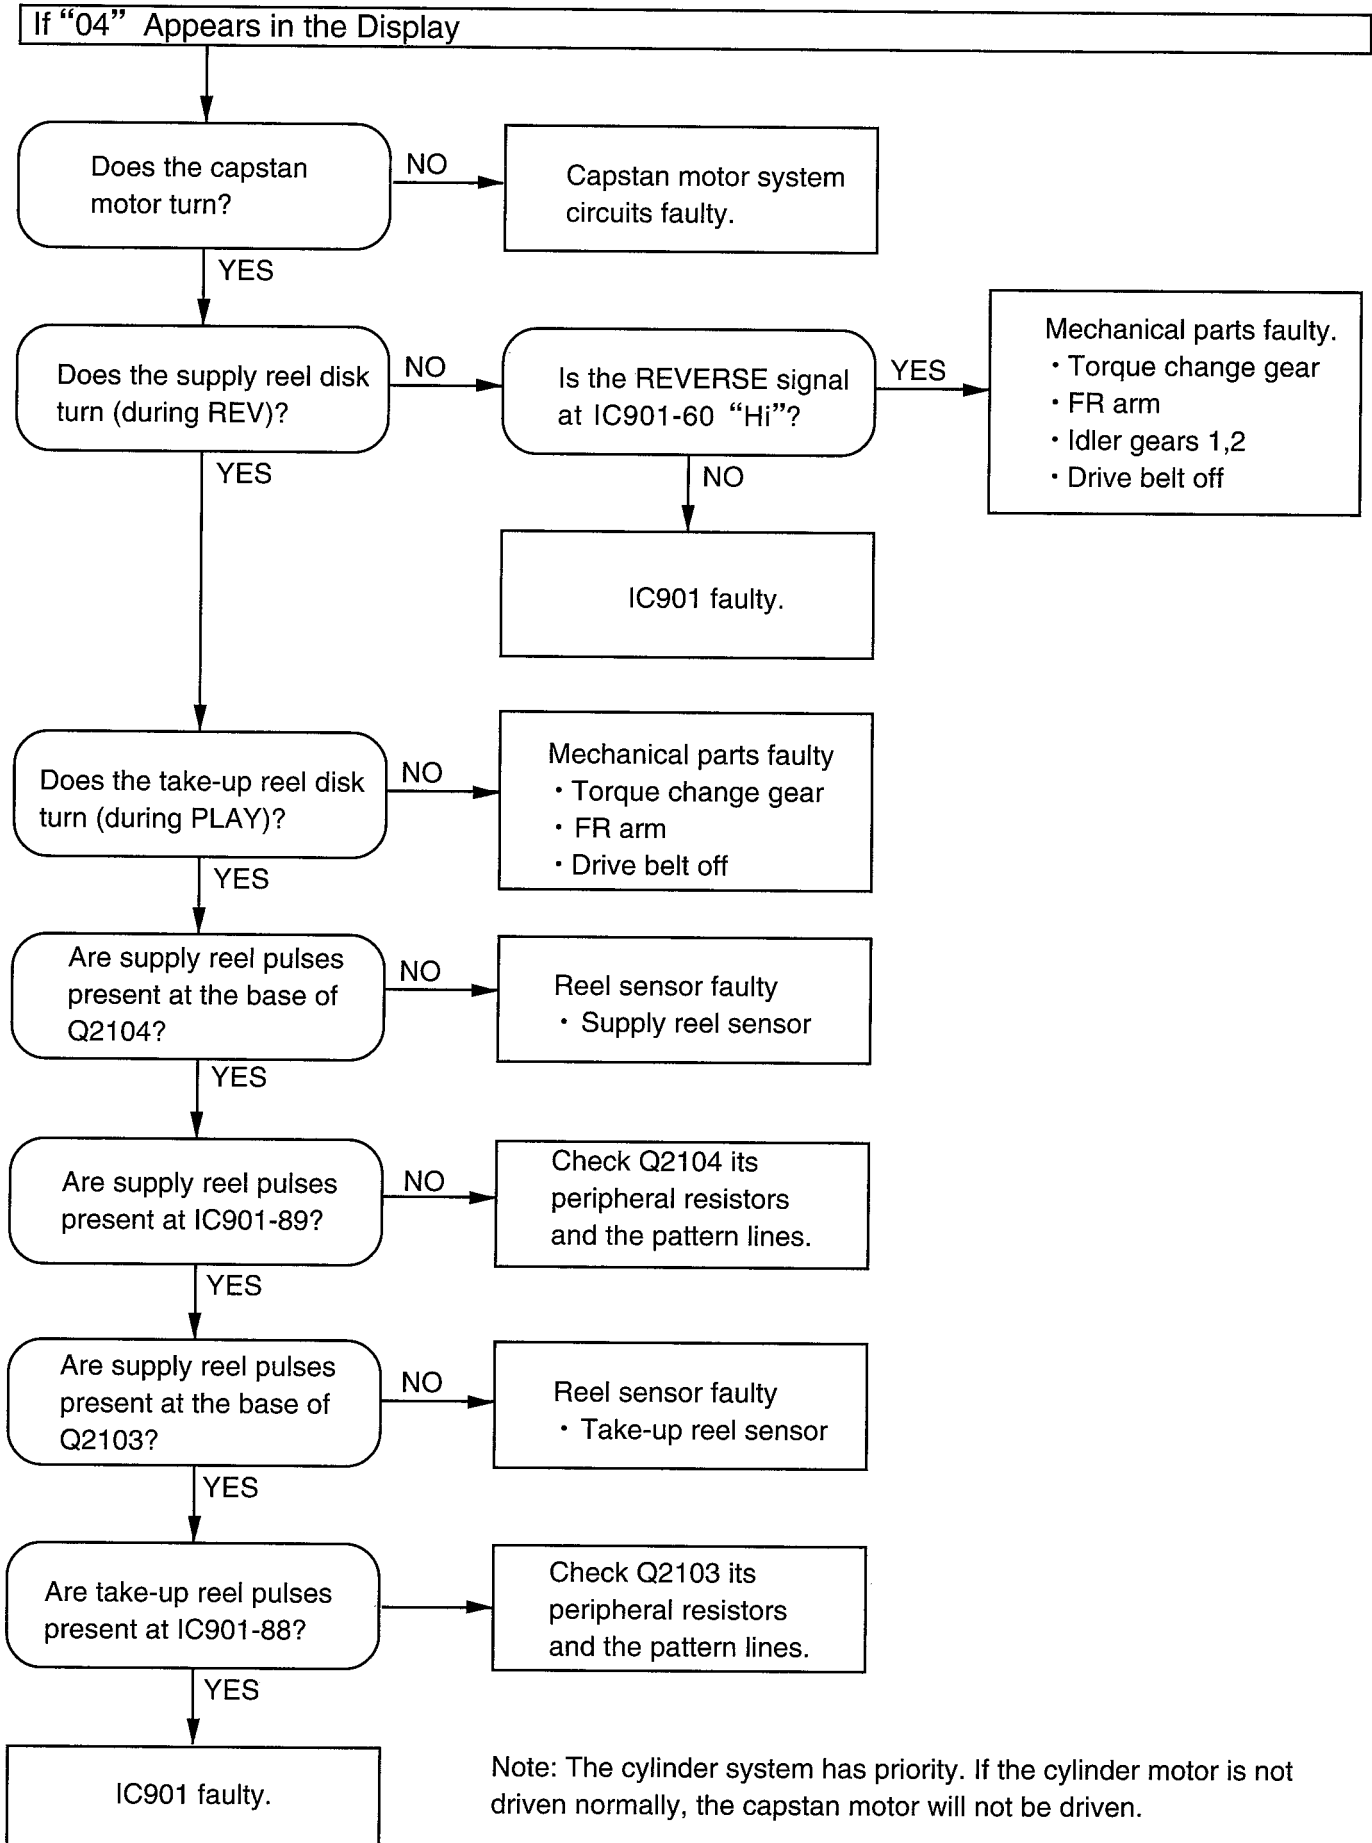 If “04” Appears in the Display
Does the capstan
motor turn?
NO
Capstan motor system
circuits faulty.
YES
Does the supply reel disk
turn (during REV)?
NO
Is the REVERSE signal
at IC901-60 “Hi”?
YES
Mechanical parts faulty.
・Torque change gear
・FR arm
・Idler gears 1,2
・Drive belt off
YES
NO
IC901 faulty.
Does the take-up reel disk
turn (during PLAY)?
NO
Mechanical parts faulty
・Torque change gear
・FR arm
・Drive belt off
YES
Are supply reel pulses
present at the base of
Q2104?
NO
Reel sensor faulty
・Supply reel sensor
YES
Are supply reel pulses
present at IC901-89?
NO
Check Q2104 its
peripheral resistors
and the pattern lines.
YES
Are supply reel pulses
present at the base of
Q2103?
NO
Reel sensor faulty
・Take-up reel sensor
YES
Are take-up reel pulses
present at IC901-88?
Check Q2103 its
peripheral resistors
and the pattern lines.
YES
IC901 faulty.
Note: The cylinder system has priority. If the cylinder motor is not
driven normally, the capstan motor will not be driven.